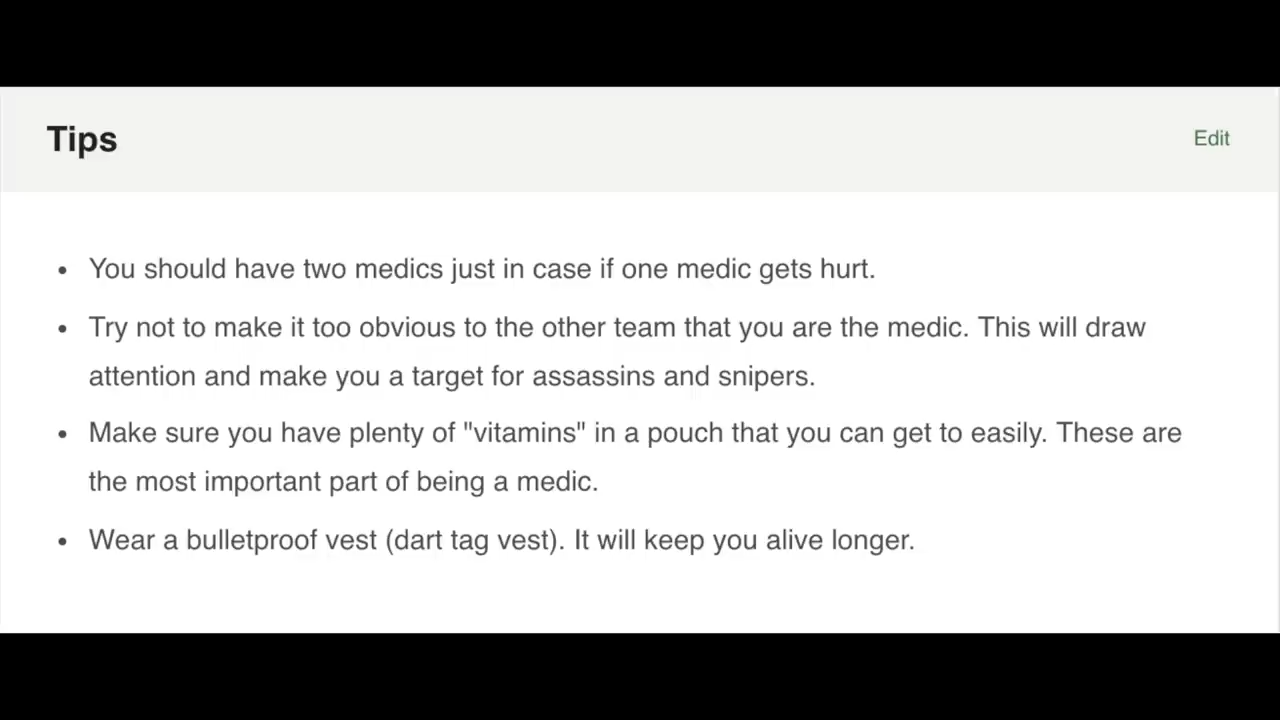 Tips
Edit
• You should have two medics just in case if one medic gets hurt.
• Try not to make it too obvious to the other team that you are the medic. This will draw
attention and make you a target for assassins and snipers.
• Make sure you have plenty of "vitamins" in a pouch that you can get to easily. These are
the most important part of being a medic.
• Wear a bulletproof vest (dart tag vest). It will keep you alive longer.